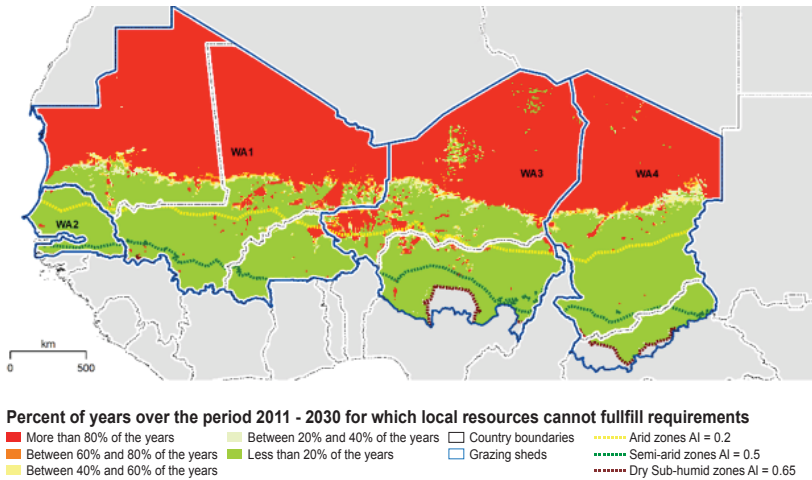 WA1
WA3
WA4
WA2
km
0 500
Percent of years over the period 2011 - 2030 for which local resources cannot fullfill requirements
More than 80% of the years
Between 60 and 80% of the years
Between 40 and 60% of the years
Between 20% and 40% of the years
Less than 20% of the years
Country boundaries
Grazing sheds
Arid zones AI = 0.2
Semi-arid zones AI = 0.5
Dry Sub-humid zones AI = 0.65